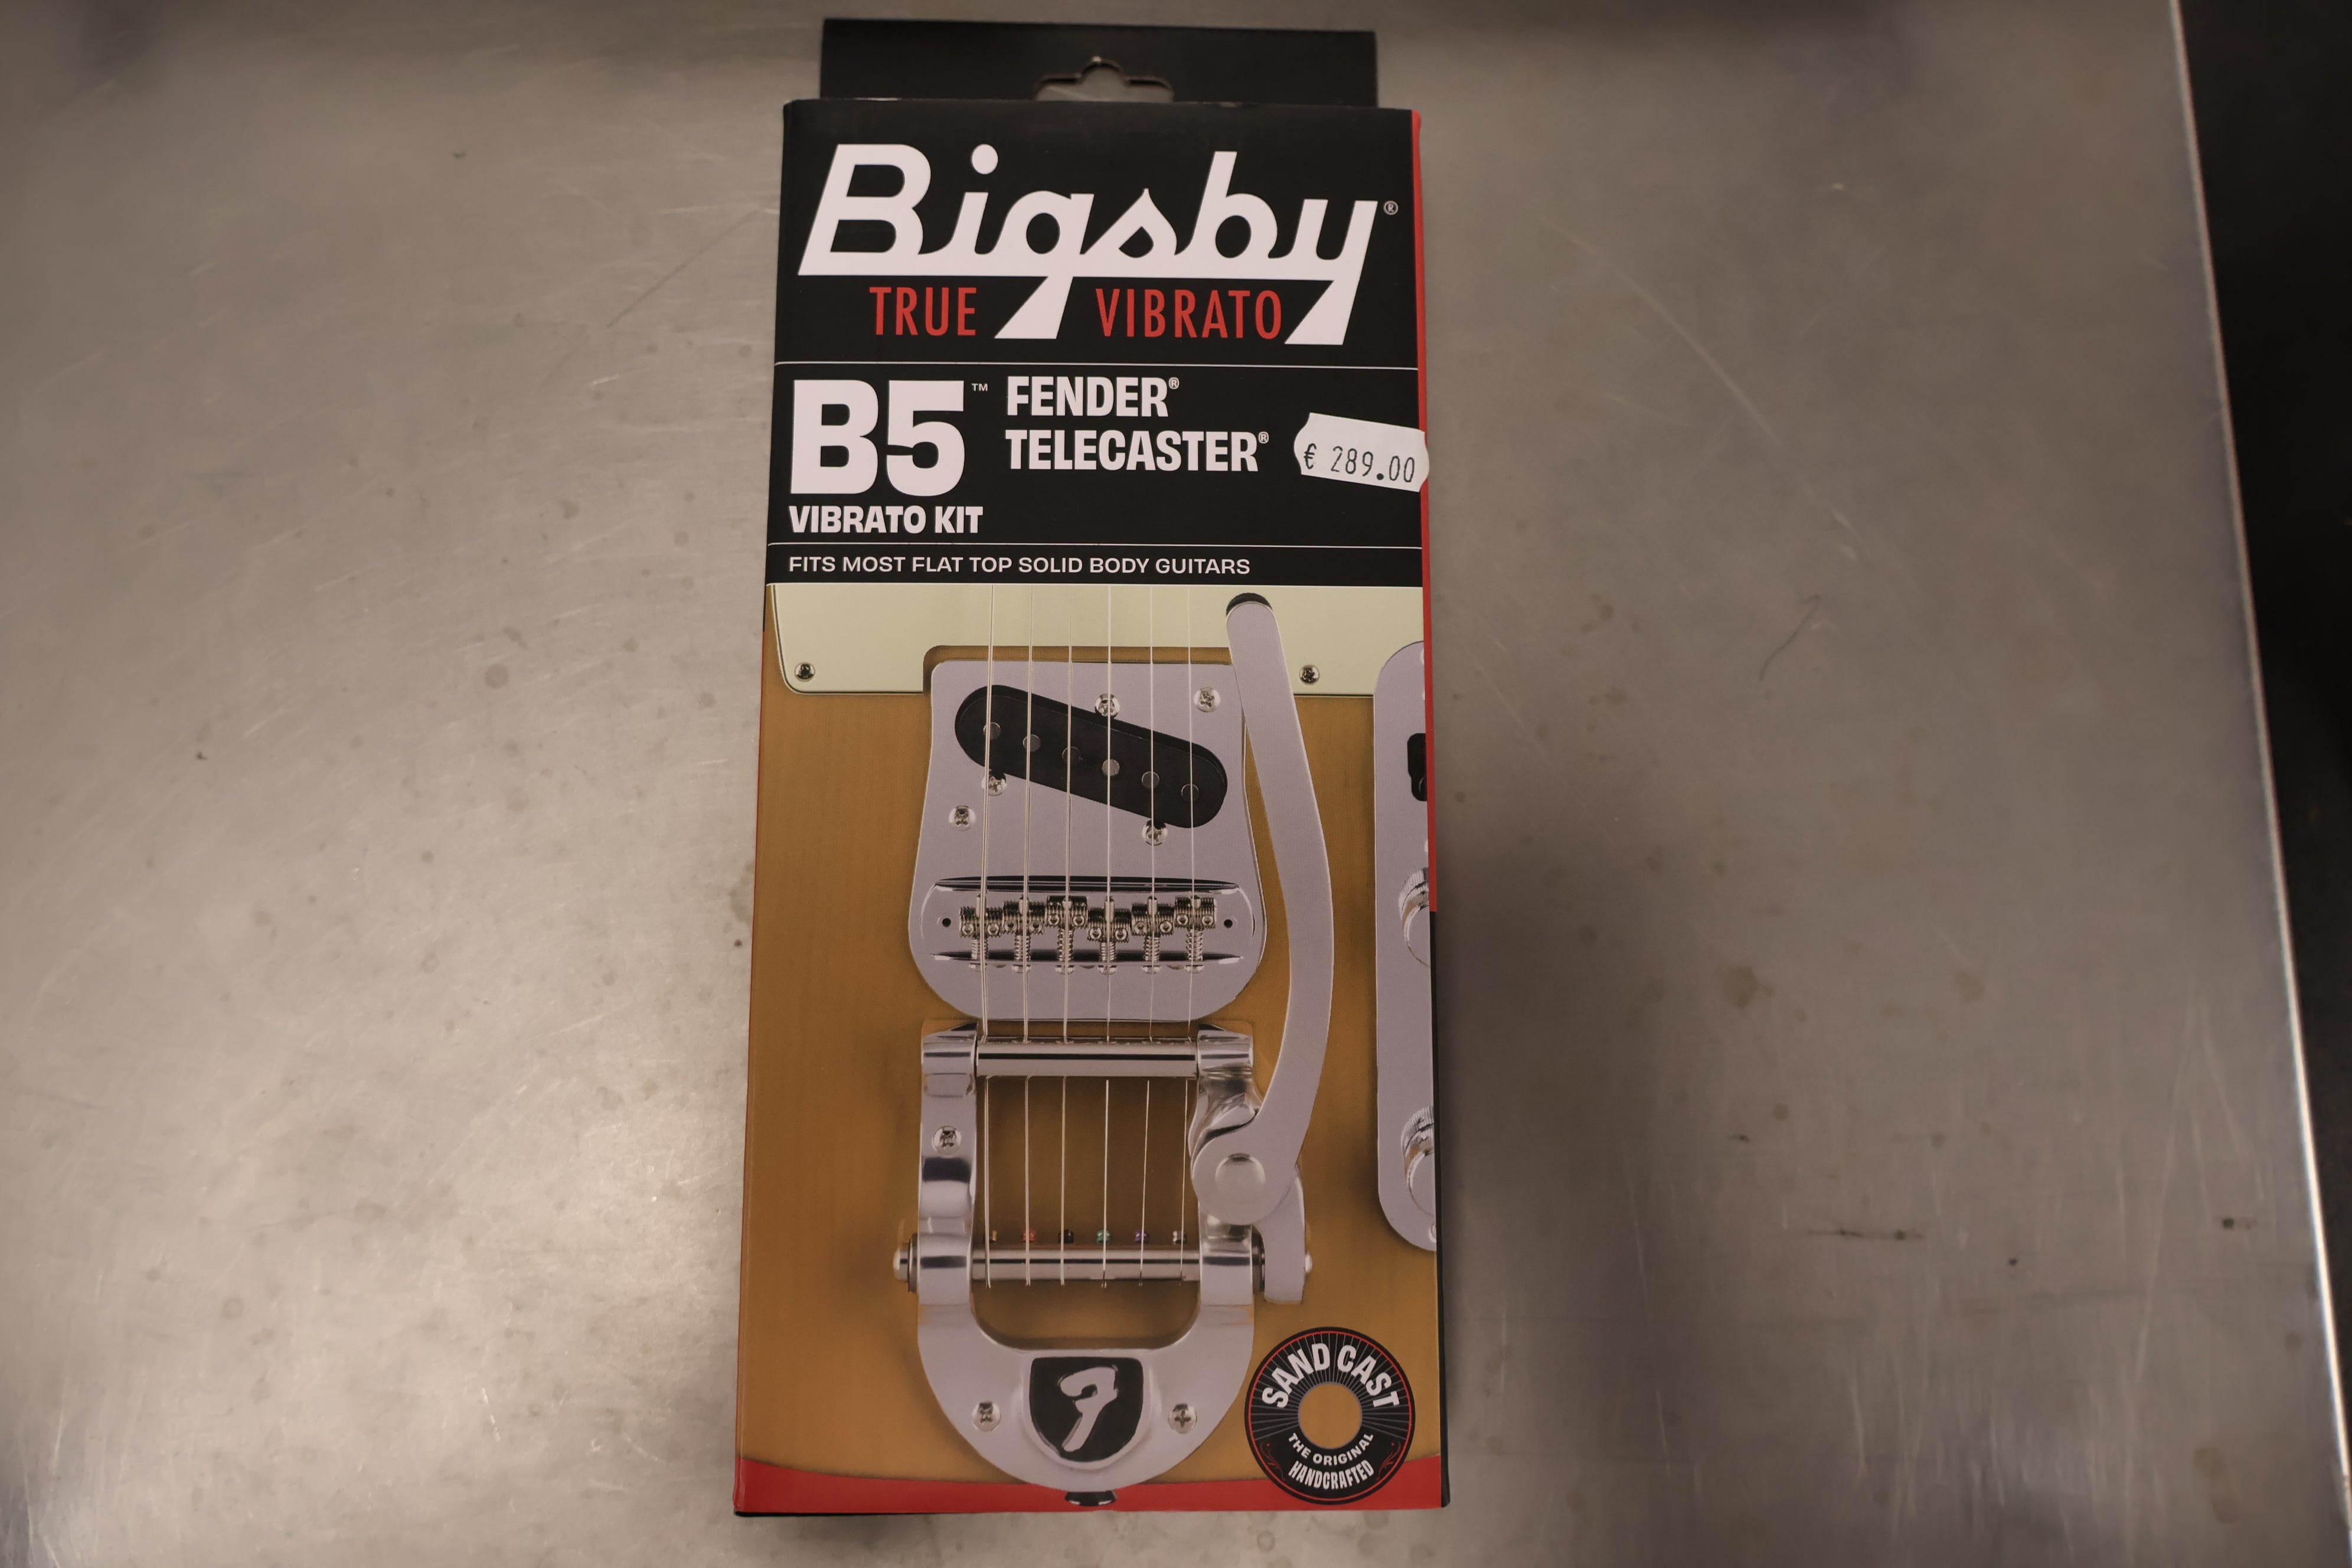 Bigsby®
TRUE VIBRATO
B5™ FENDER®
TELECASTER®
€ 289.00
VIBRATO KIT
FITS MOST FLAT TOP SOLID BODY GUITARS
F
SAND CAST
THE ORIGINAL
HANDCRAFTED